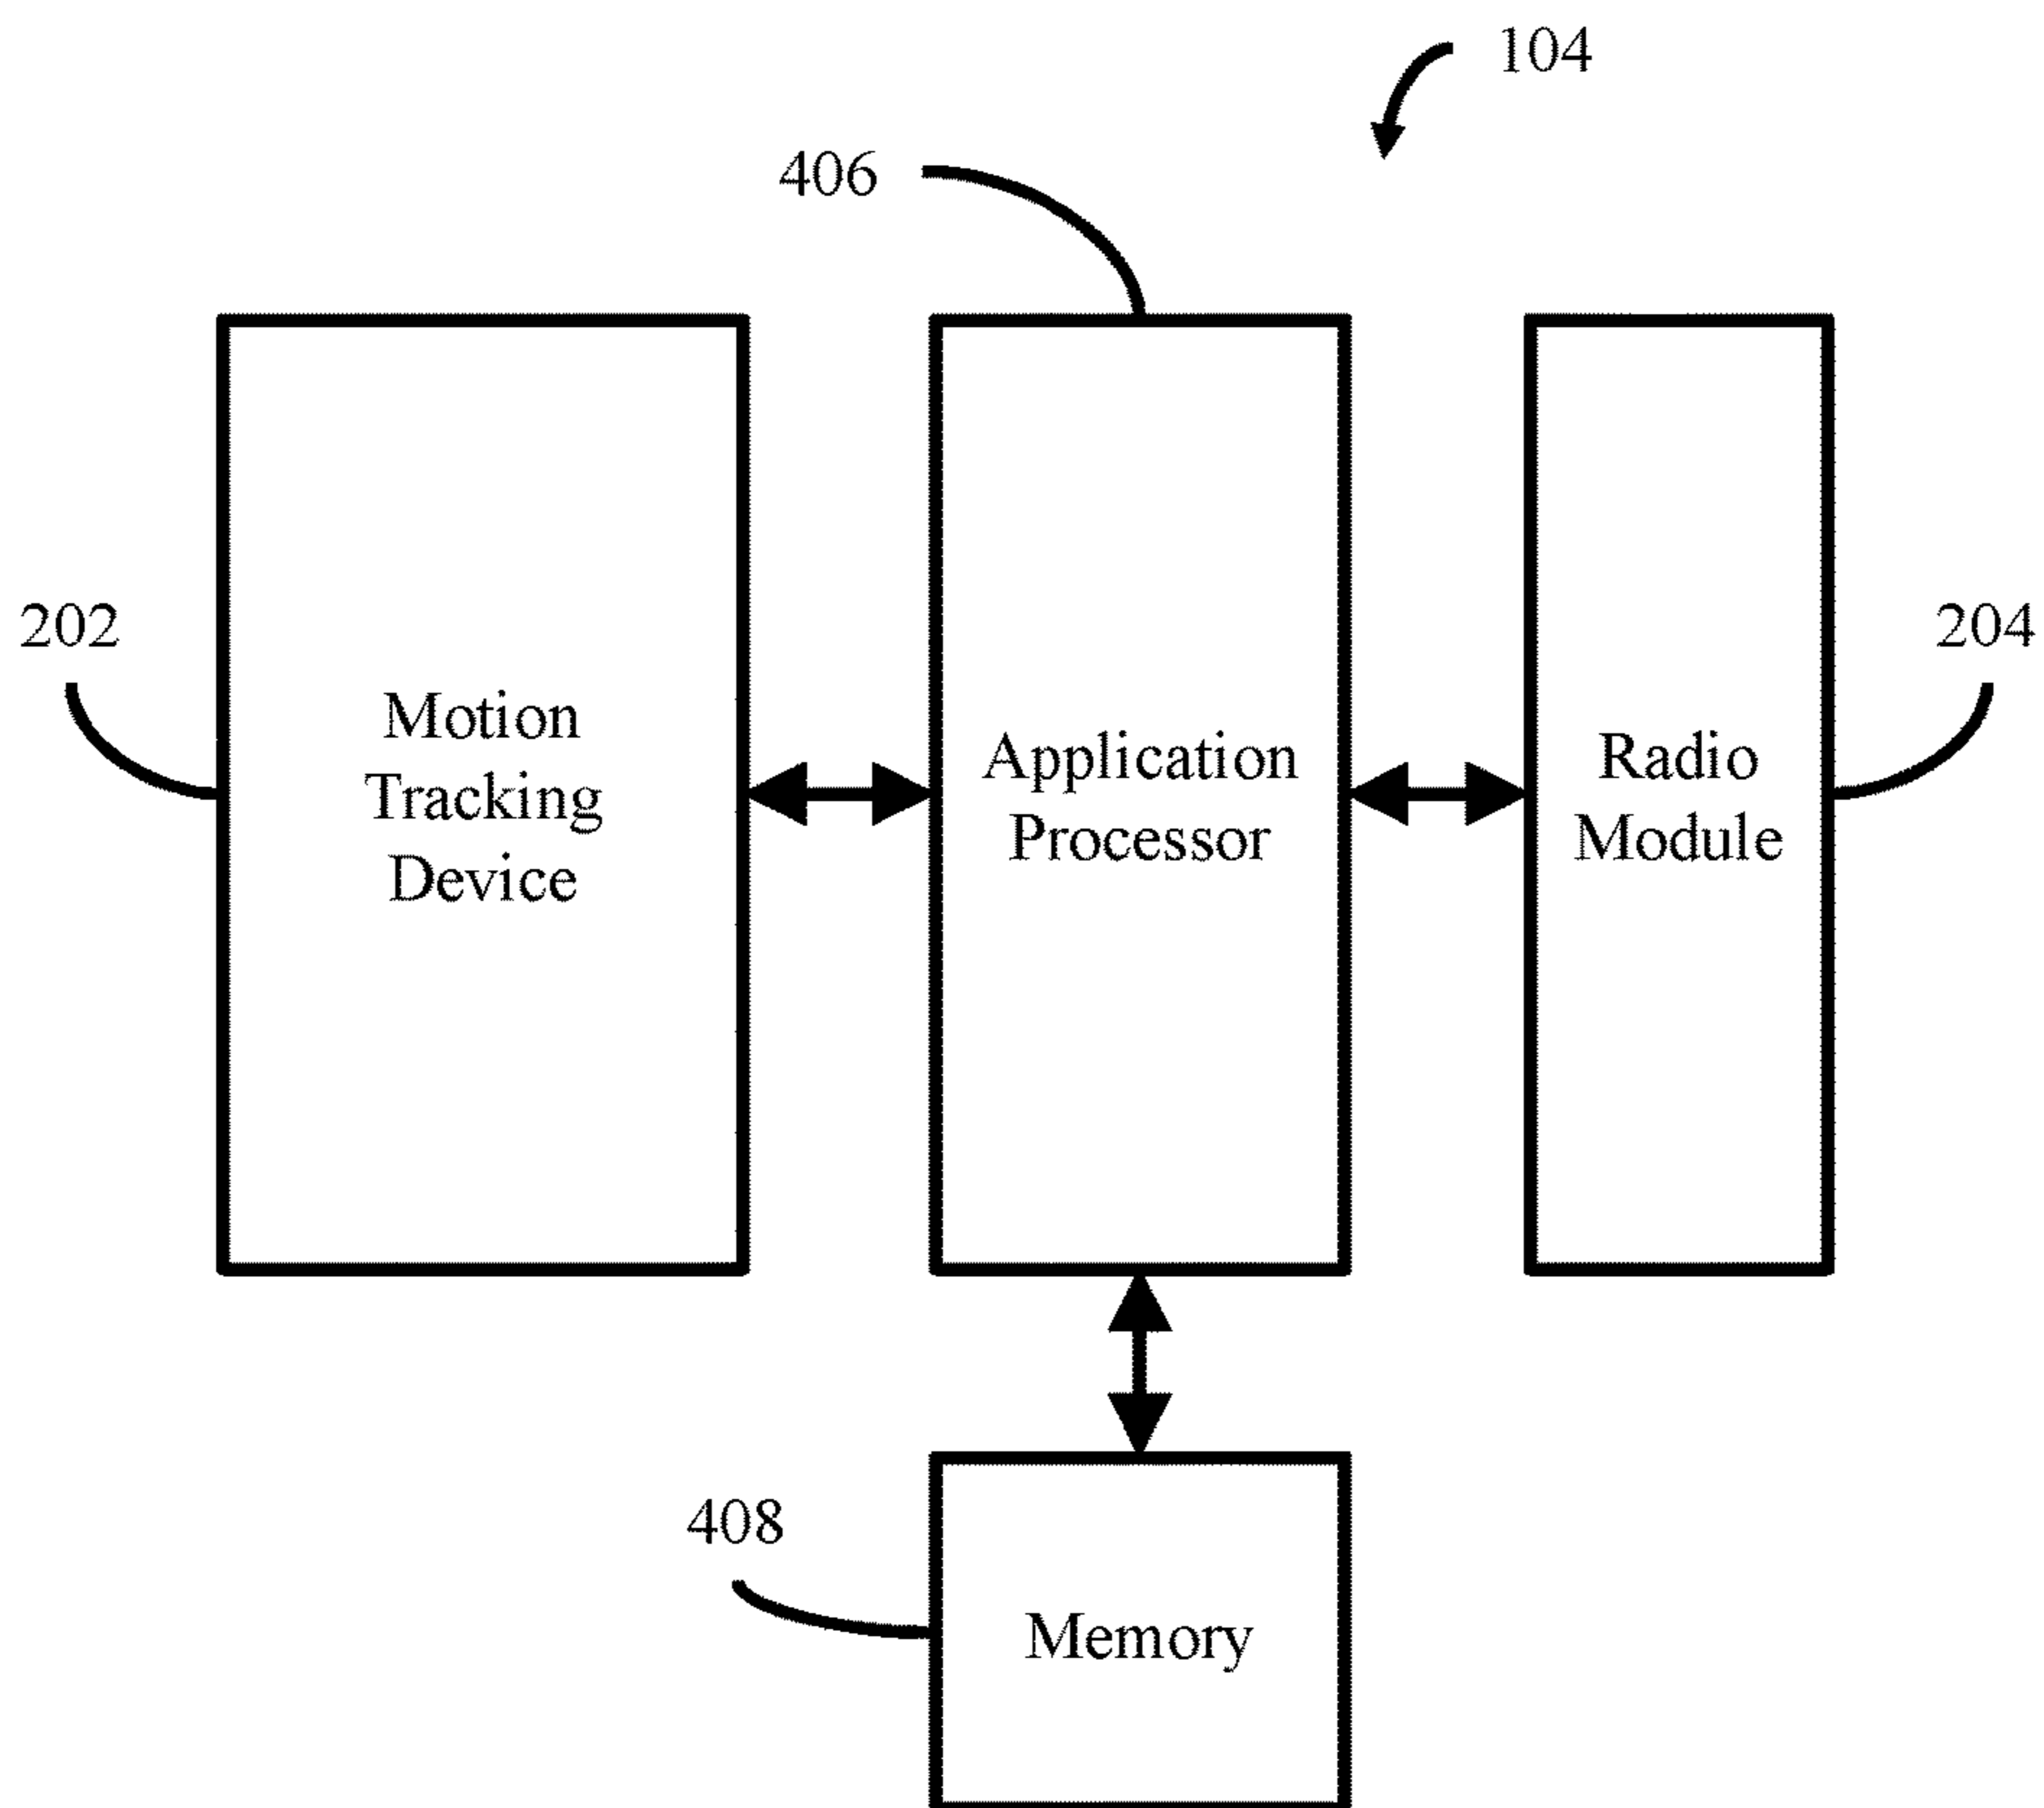 104
406
202
204
Motion
Tracking
Device
Application
Processor
Radio
Module
408
Memory